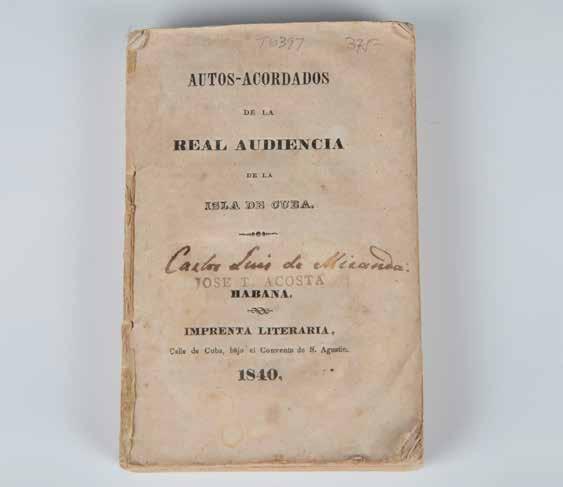 T6397 375-
AUTOS-ACORDADOS
DE LA
REAL AUDIENCIA
DE LA
ISLA DE CUBA.
Carlos Luis de Miranda.
JOSE T. ACOSTA
HABANA.
IMPRENTA LITERARIA,
Calle de Cuba, bajo el Convento de S. Agustin.
1840.